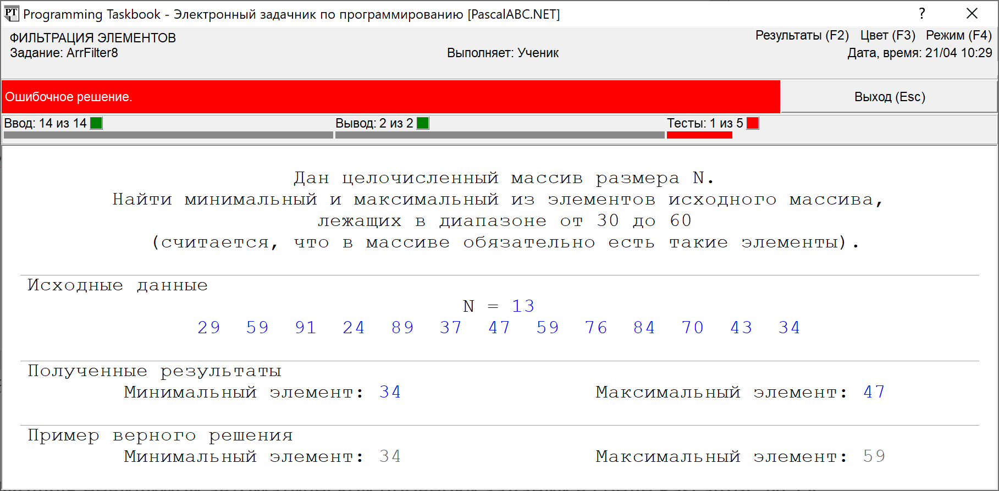 Programming Taskbook - Электронный задачник по программированию [PascalABC.NET]
ФИЛЬТРАЦИЯ ЭЛЕМЕНТОВ
Результаты (F2) Цвет (F3) Режим (F4)
Задание: ArrFilter8
Выполняет: Ученик
Дата, время: 21/04 10:29
Ошибочное решение.
Выход (Esc)
Ввод: 14 из 14
Вывод: 2 из 2
Тесты: 1 из 5
Дан целочисленный массив размера N.
Найти минимальный и максимальный из элементов исходного массива,
лежащих в диапазоне от 30 до 60
(считается, что в массиве обязательно есть такие элементы).
Исходные данные
N = 13
29 59 91 24 89 37 47 59 76 84 70 43 34
Полученные результаты
Минимальный элемент: 34 Максимальный элемент: 47
Пример верного решения
Минимальный элемент: 34 Максимальный элемент: 59